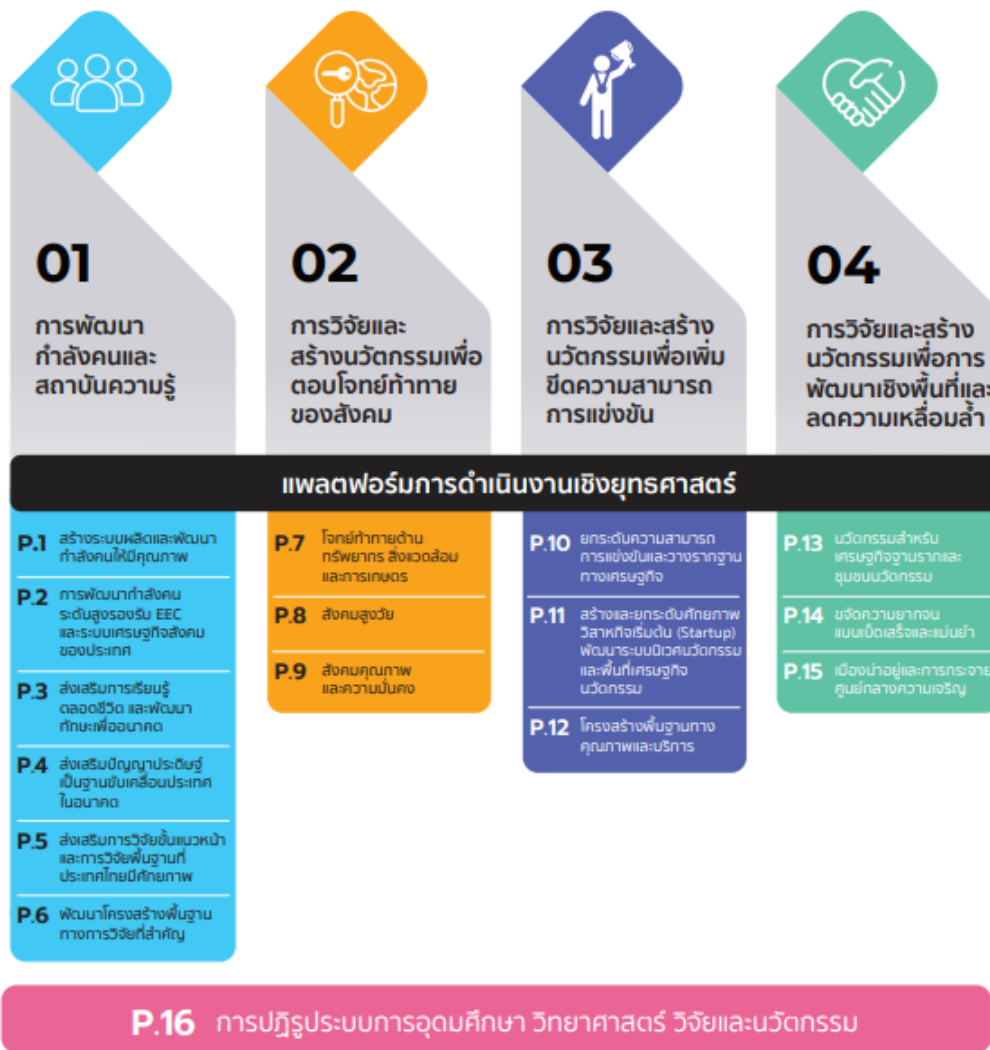 01
การพัฒนา
กำลังคนและ
สถาบันความรู้
02
การวิจัยและ
สร้างนวัตกรรมเพื่อ
ตอบโจทย์ท้าทาย
ของสังคม
03
การวิจัยและสร้าง
นวัตกรรมเพื่อเพิ่ม
ขีดความสามารถ
การแข่งขัน
04
การวิจัยและสร้าง
นวัตกรรมเพื่อการ
พัฒนาเชิงพื้นที่และ
ลดความเหลื่อมล้ำ
แพลตฟอร์มการดำเนินงานเชิงยุทธศาสตร์
P.1 สร้างระบบผลิตและพัฒนา
กำลังคนให้มีคุณภาพ
P.2 การพัฒนากำลังคน
ระดับสูงรองรับ EEC
และระบบเศรษฐกิจสังคม
ของประเทศ
P.3 ส่งเสริมการเรียนรู้
ตลอดชีวิต และพัฒนา
ทักษะเพื่ออนาคต
P.4 ส่งเสริมปัญญาประดิษฐ์
เป็นฐานขับเคลื่อนประเทศ
ในอนาคต
P.5 ส่งเสริมการวิจัยขั้นแนวหน้า
และการวิจัยพื้นฐานที่
ประเทศไทยมีศักยภาพ
P.6 พัฒนาโครงสร้างพื้นฐาน
ทางการวิจัยที่สำคัญ
P.7 โจทย์ท้าทายด้าน
ทรัพยากร สิ่งแวดล้อม
และการเกษตร
P.8 สังคมสูงวัย
P.9 สังคมคุณภาพ
และความมั่นคง
P.10 ยกระดับความสามารถ
การแข่งขันและวางรากฐาน
ทางเศรษฐกิจ
P.11 สร้างและยกระดับศักยภาพ
วิสาหกิจเริ่มต้น (Startup)
พัฒนาระบบนิเวศนวัตกรรม
และพื้นที่เศรษฐกิจ
นวัตกรรม
P.12 โครงสร้างพื้นฐานทาง
คุณภาพและบริการ
P.13 นวัตกรรมสำหรับ
เศรษฐกิจฐานรากและ
ชุมชนนวัตกรรม
P.14 ขจัดความยากจน
แบบเบ็ดเสร็จและแม่นยำ
P.15 เมืองน่าอยู่และการกระจาย
ศูนย์กลางความเจริญ
P.16 การปฏิรูประบบการอุดมศึกษา วิทยาศาสตร์ วิจัยและนวัตกรรม